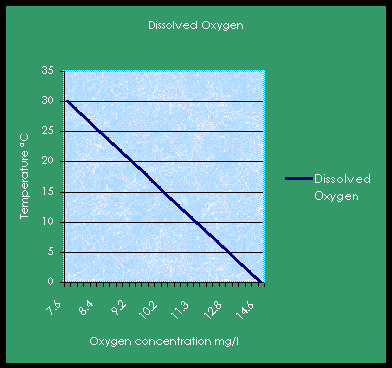 Dissolved Oxygen
Temperature °C
35
30
25
20
15
10
5
0
7.6 8.4 9.2 10.2 11.3 12.8 14.6
Oxygen concentration mg/l
Dissolved
Oxygen